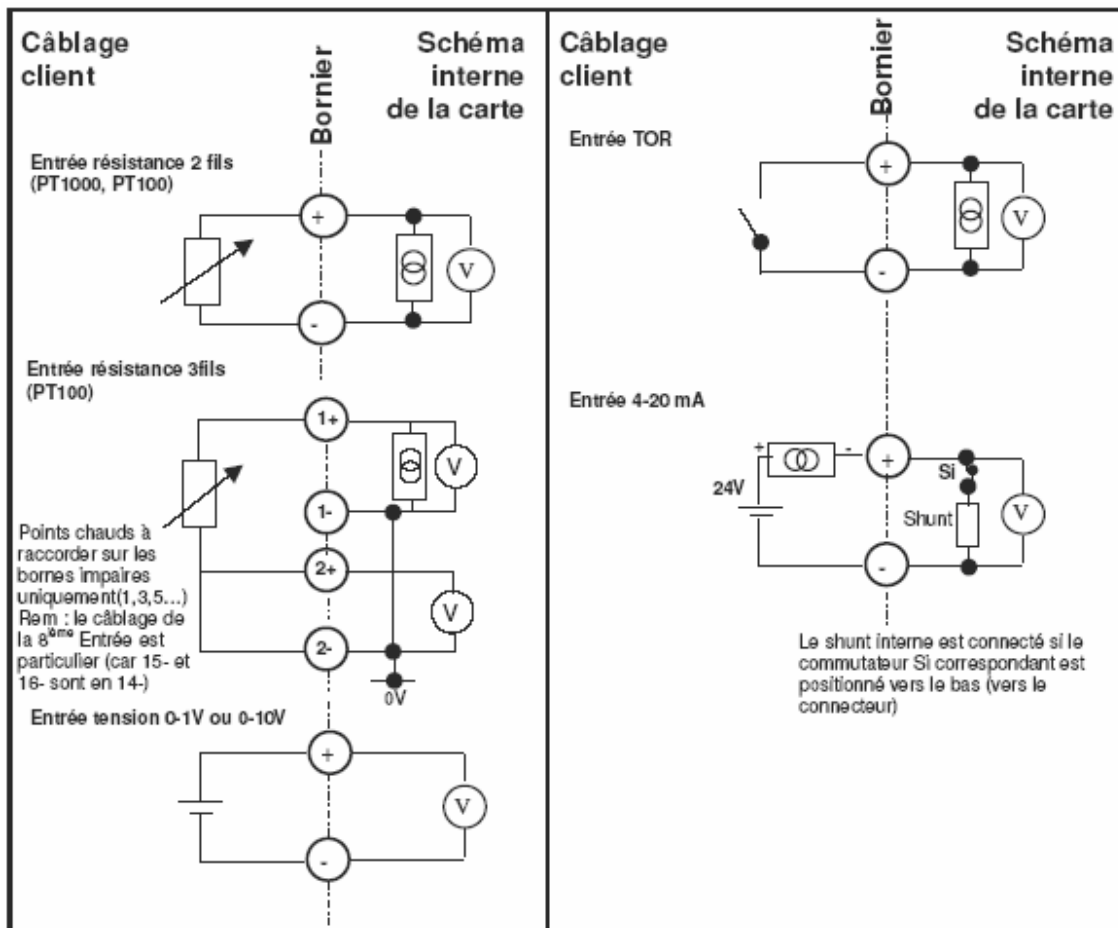 Câblage
client
Bornier
Schéma
interne
de la carte
Entrée résistance 2 fils
(PT1000, PT100)
+
V
-
Entrée résistance 3fils
(PT100)
1+
V
1-
Points chauds à
raccorder sur les
bornes impaires
uniquement(1,3,5...)
Rem : le câblage de
la 8ième Entrée est
particulier (car 15- et
16- sont en 14-)
2+
V
2-
0V
Entrée tension 0-1V ou 0-10V
+
V
-
Câblage
client
Bornier
Schéma
interne
de la carte
Entrée TOR
+
V
-
Entrée 4-20 mA
+
-
+
Si
24V
Shunt
V
-
Le shunt interne est connecté si le
commutateur Si correspondant est
positionné vers le bas (vers le
connecteur)